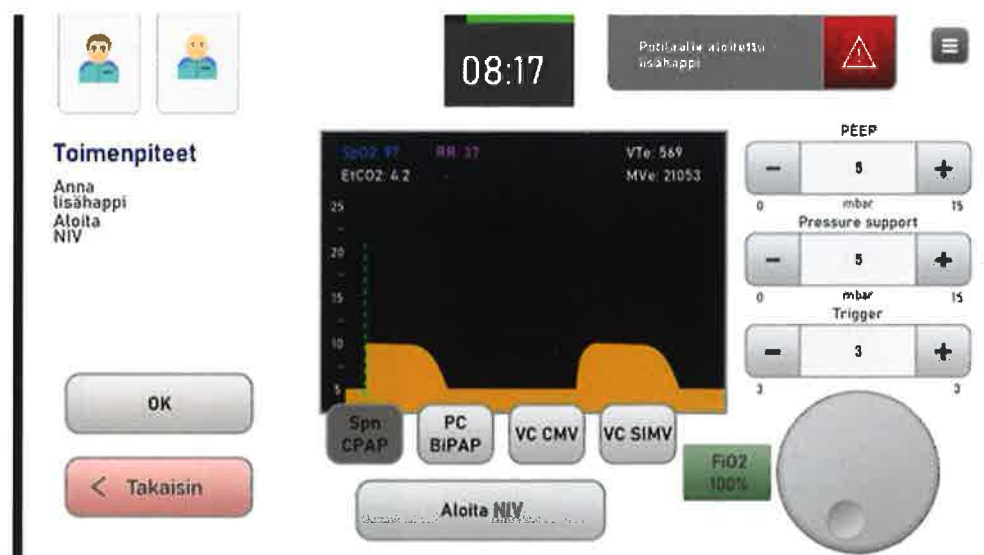 08:17
Potilaalle aloitettu
lisähappi
Toimenpiteet
Anna
lisähappi
Aloita
NIV
OK
< Takaisin
SpO2: 97 RR: 37 VTe: 569
EtCO2: 4.2 MVe: 21053
25
20
15
10
5
Spn
CPAP
PC
BiPAP
VC CMV
VC SIMV
Aloita NIV
PEEP
− 5 +
0 mbar 15
Pressure support
− 5 +
0 mbar 15
Trigger
− 3 +
3 3
FiO2
100%